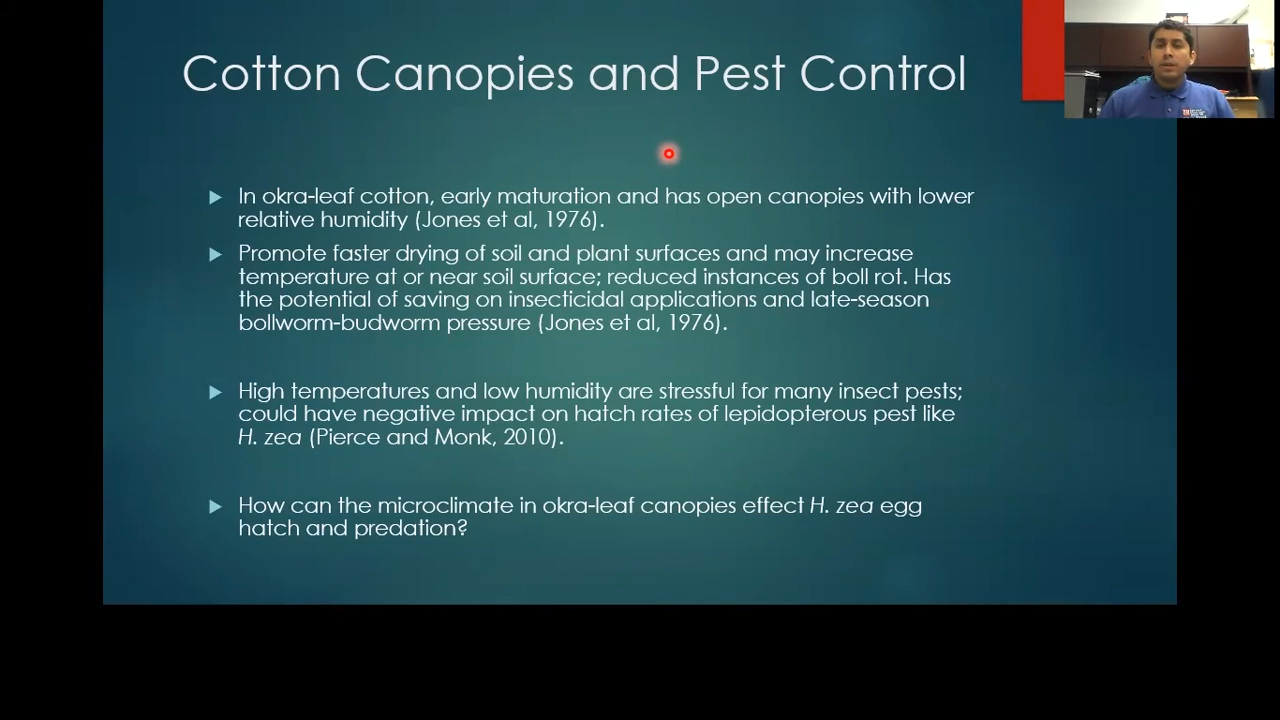 Cotton Canopies and Pest Control
In okra-leaf cotton, early maturation and has open canopies with lower
relative humidity (Jones et al, 1976).
Promote faster drying of soil and plant surfaces and may increase
temperature at or near soil surface; reduced instances of boll rot. Has
the potential of saving on insecticidal applications and late-season
bollworm-budworm pressure (Jones et al, 1976).
High temperatures and low humidity are stressful for many insect pests;
could have negative impact on hatch rates of lepidopterous pest like
H. zea (Pierce and Monk, 2010).
How can the microclimate in okra-leaf canopies effect H. zea egg
hatch and predation?